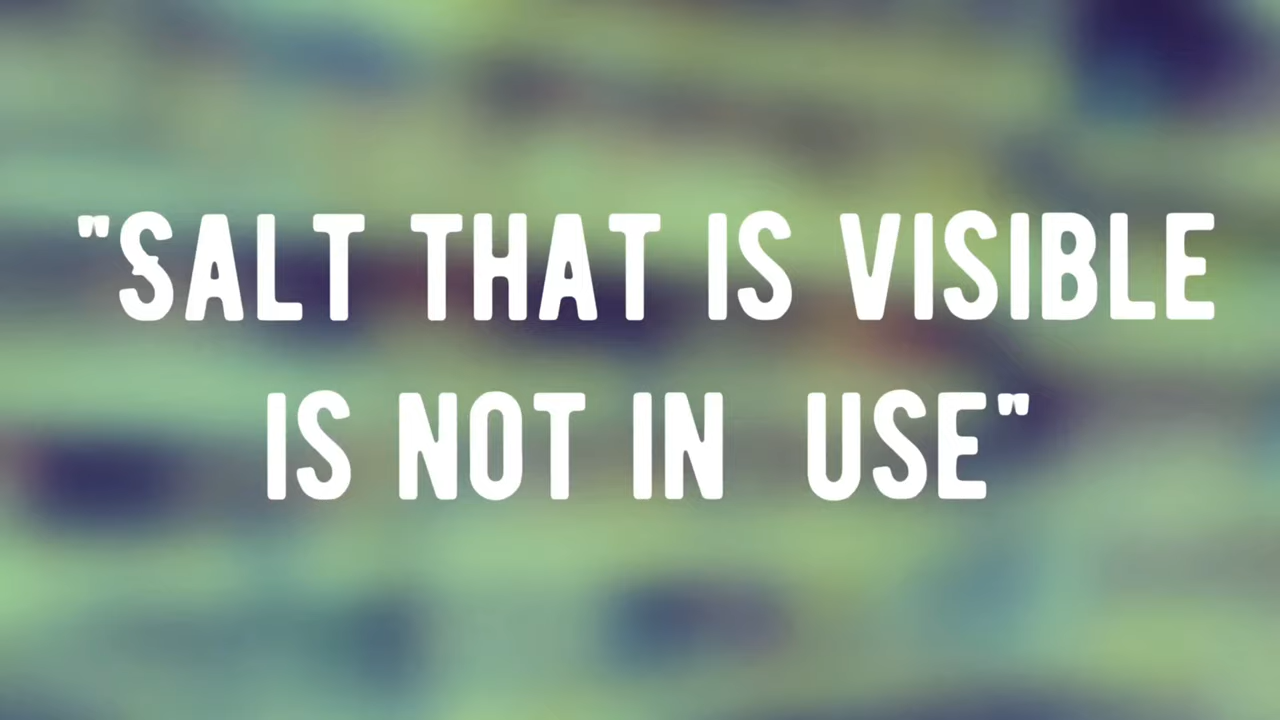 "SALT THAT IS VISIBLE
IS NOT IN  USE"